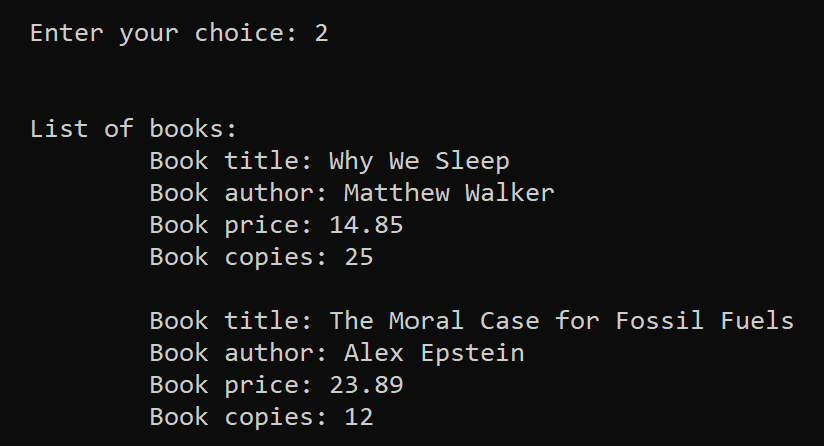 Enter your choice: 2
List of books:
Book title: Why We Sleep
Book author: Matthew Walker
Book price: 14.85
Book copies: 25
Book title: The Moral Case for Fossil Fuels
Book author: Alex Epstein
Book price: 23.89
Book copies: 12